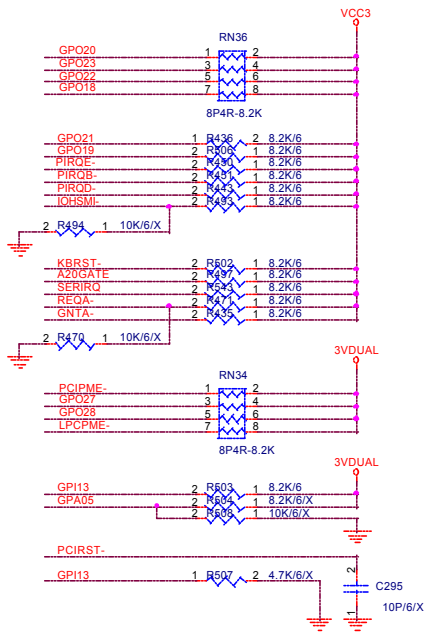 VCC3
RN36
GPO20 1 2
GPO23 3 4
GPO22 5 6
GPO18 7 8
8P4R-8.2K
GPO21 1 R436 2 8.2K/6
GPO19 2 R506 1 8.2K/6
PIRQE- 2 R450 1 8.2K/6
PIRQB- 2 R451 1 8.2K/6
PIRQD- 2 R443 1 8.2K/6
IOHSMI- 2 R493 1 8.2K/6
2 R494 1 10K/6/X
KBRST- 2 R502 1 8.2K/6
A20GATE 2 R497 1 8.2K/6
SERIRQ 2 R543 1 8.2K/6
REQA- 2 R471 1 8.2K/6
GNTA- 2 R435 1 8.2K/6
2 R470 1 10K/6/X
3VDUAL
RN34
PCIPME- 1 2
GPO27 3 4
GPO28 5 6
LPCPME- 7 8
8P4R-8.2K
3VDUAL
GPI13 2 R503 1 8.2K/6
GPA05 2 R504 1 8.2K/6/X
2 R508 1 10K/6/X
PCIRST-
GPI13 1 R507 2 4.7K/6/X
2
C295
1
10P/6/X